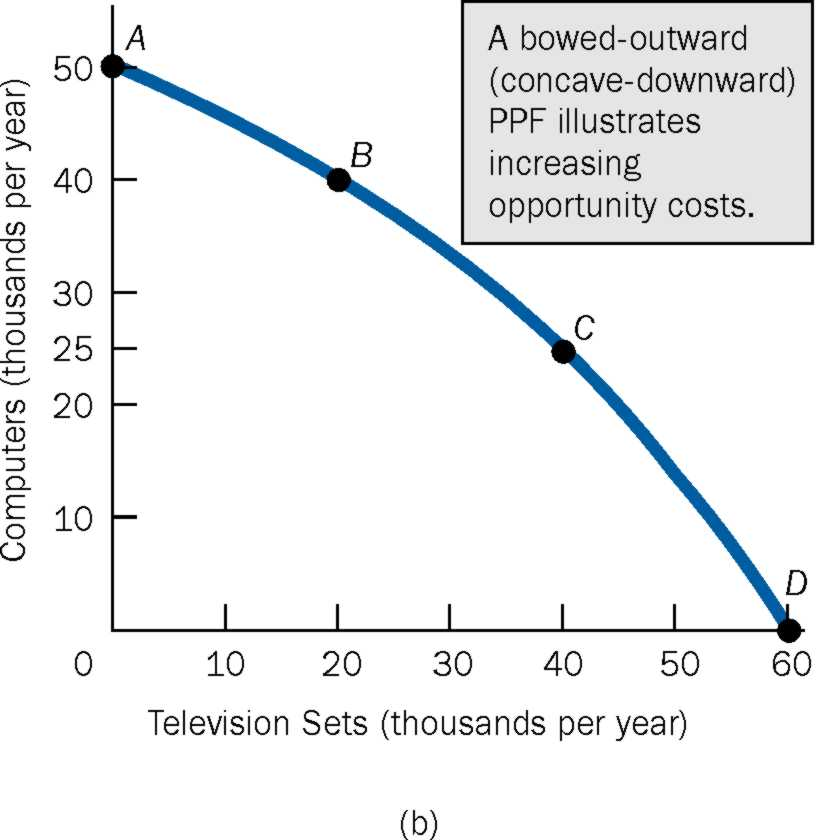 A
A bowed-outward
(concave-downward)
PPF illustrates
increasing
opportunity costs.
50
B
40
30
C
25
20
10
D
Computers (thousands per year)
0 10 20 30 40 50 60
Television Sets (thousands per year)
(b)